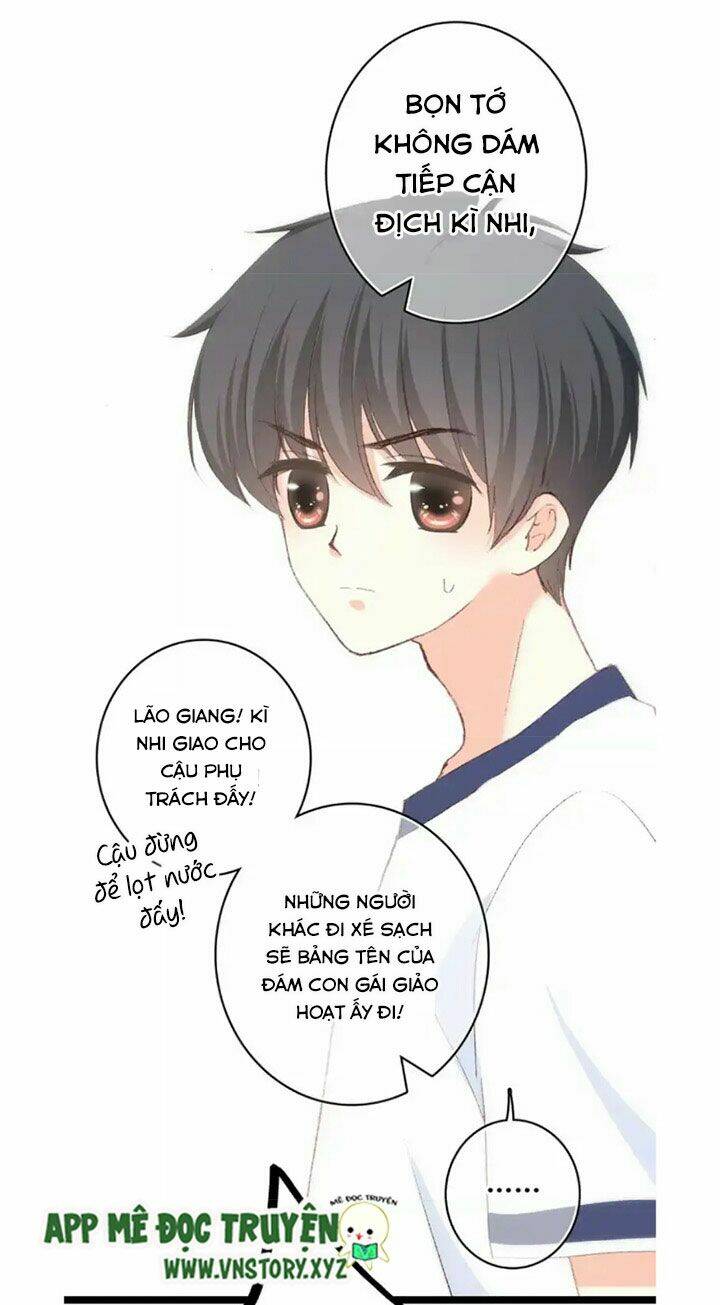 BỌN TỚ
KHÔNG DÁM
TIẾP CẬN
ĐỊCH KÌ NHI,
LÃO GIANG! KÌ
NHI GIAO CHO
CẬU PHỤ
TRÁCH ĐẤY!
Cậu đừng
để lọt nước
đấy!
NHỮNG NGƯỜI
KHÁC ĐI XÉ SẠCH
SẼ BẢNG TÊN CỦA
ĐÁM CON GÁI GIẢO
HOẠT ẤY ĐI!
......
MÊ ĐỌC TRUYỆN
APP MÊ ĐỌC TRUYỆN
WWW.VNSTORY.XYZ